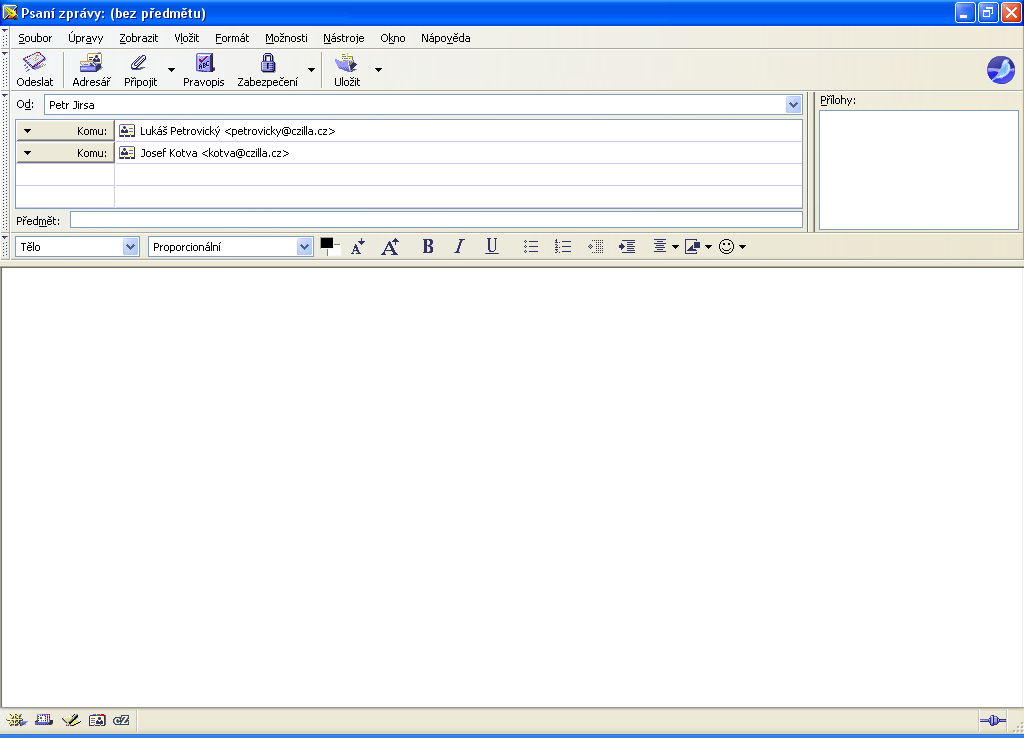 Psaní zprávy: (bez předmětu)
Soubor Úpravy Zobrazit Vložit Formát Možnosti Nástroje Okno Nápověda
Odeslat Adresář Připojit Pravopis Zabezpečení Uložit
Od: Petr Jirsa
Přílohy:
Komu: Lukáš Petrovický <petrovicky@czilla.cz>
Komu: Josef Kotva <kotva@czilla.cz>
Předmět:
Tělo Proporcionální A A B I U
cZ